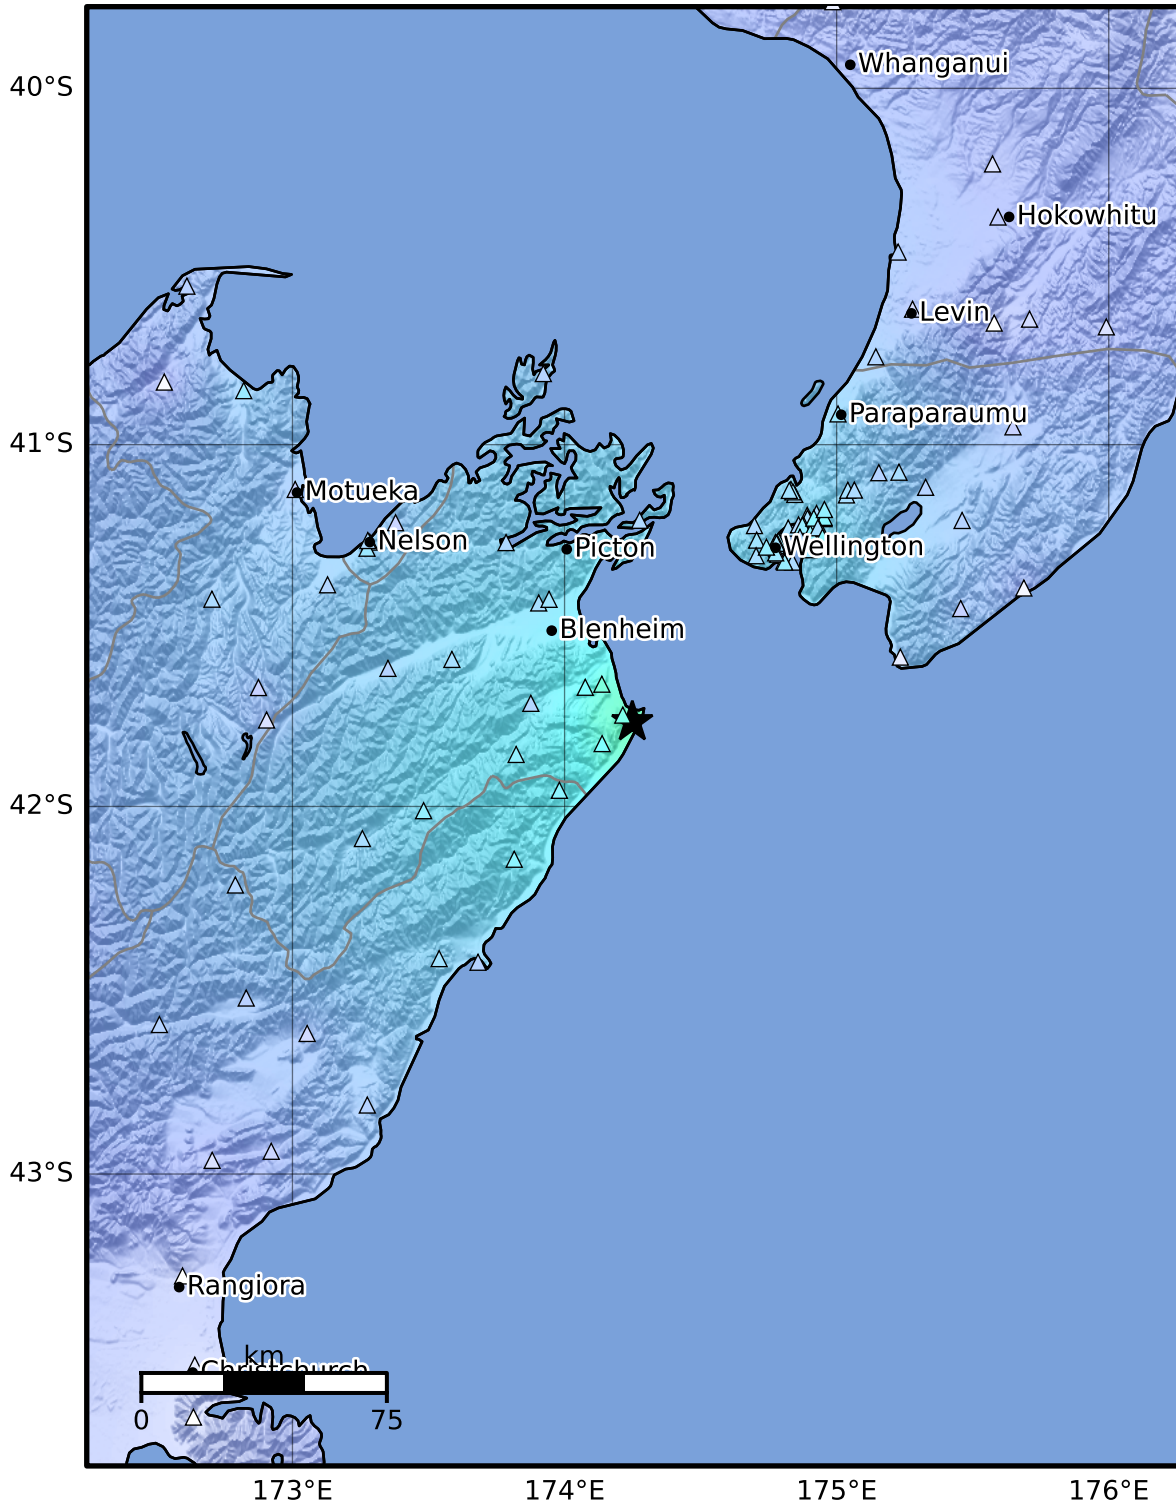 Whanganui
40°S
Hokowhitu
Levin
Paraparaumu
41°S
Motueka
Nelson
Picton
Wellington
Blenheim
42°S
43°S
Rangiora
km
Christchurch
0 75
173°E 174°E 175°E 176°E